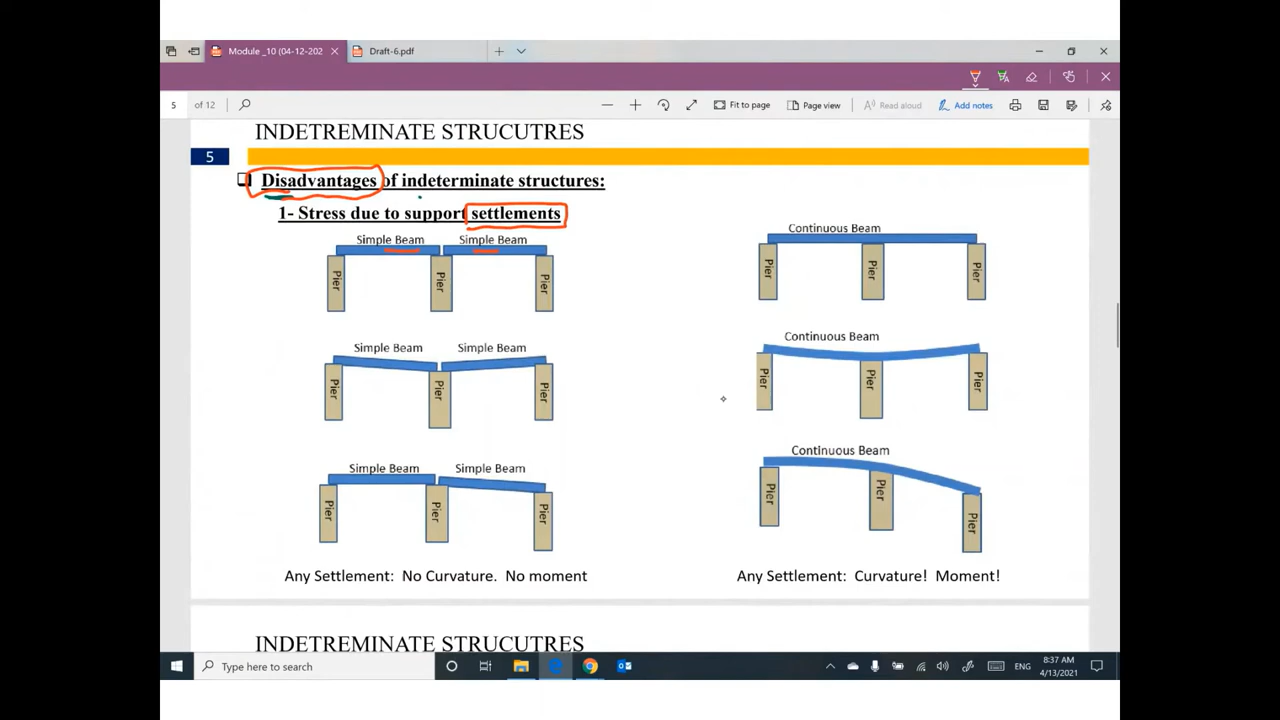 Module _10 (04-12-202
Draft-6.pdf
5 of 12
Fit to page
Page view
Read aloud
Add notes
INDETREMINATE STRUCUTRES
5
Disadvantages of indeterminate structures:
1- Stress due to support settlements
Simple Beam Simple Beam
Pier Pier Pier
Continuous Beam
Pier Pier Pier
Simple Beam Simple Beam
Pier Pier Pier
Continuous Beam
Pier Pier Pier
Simple Beam Simple Beam
Pier Pier Pier
Continuous Beam
Pier Pier Pier
Any Settlement: No Curvature. No moment
Any Settlement: Curvature! Moment!
INDETREMINATE STRUCUTRES
Type here to search
ENG
8:37 AM
4/13/2021